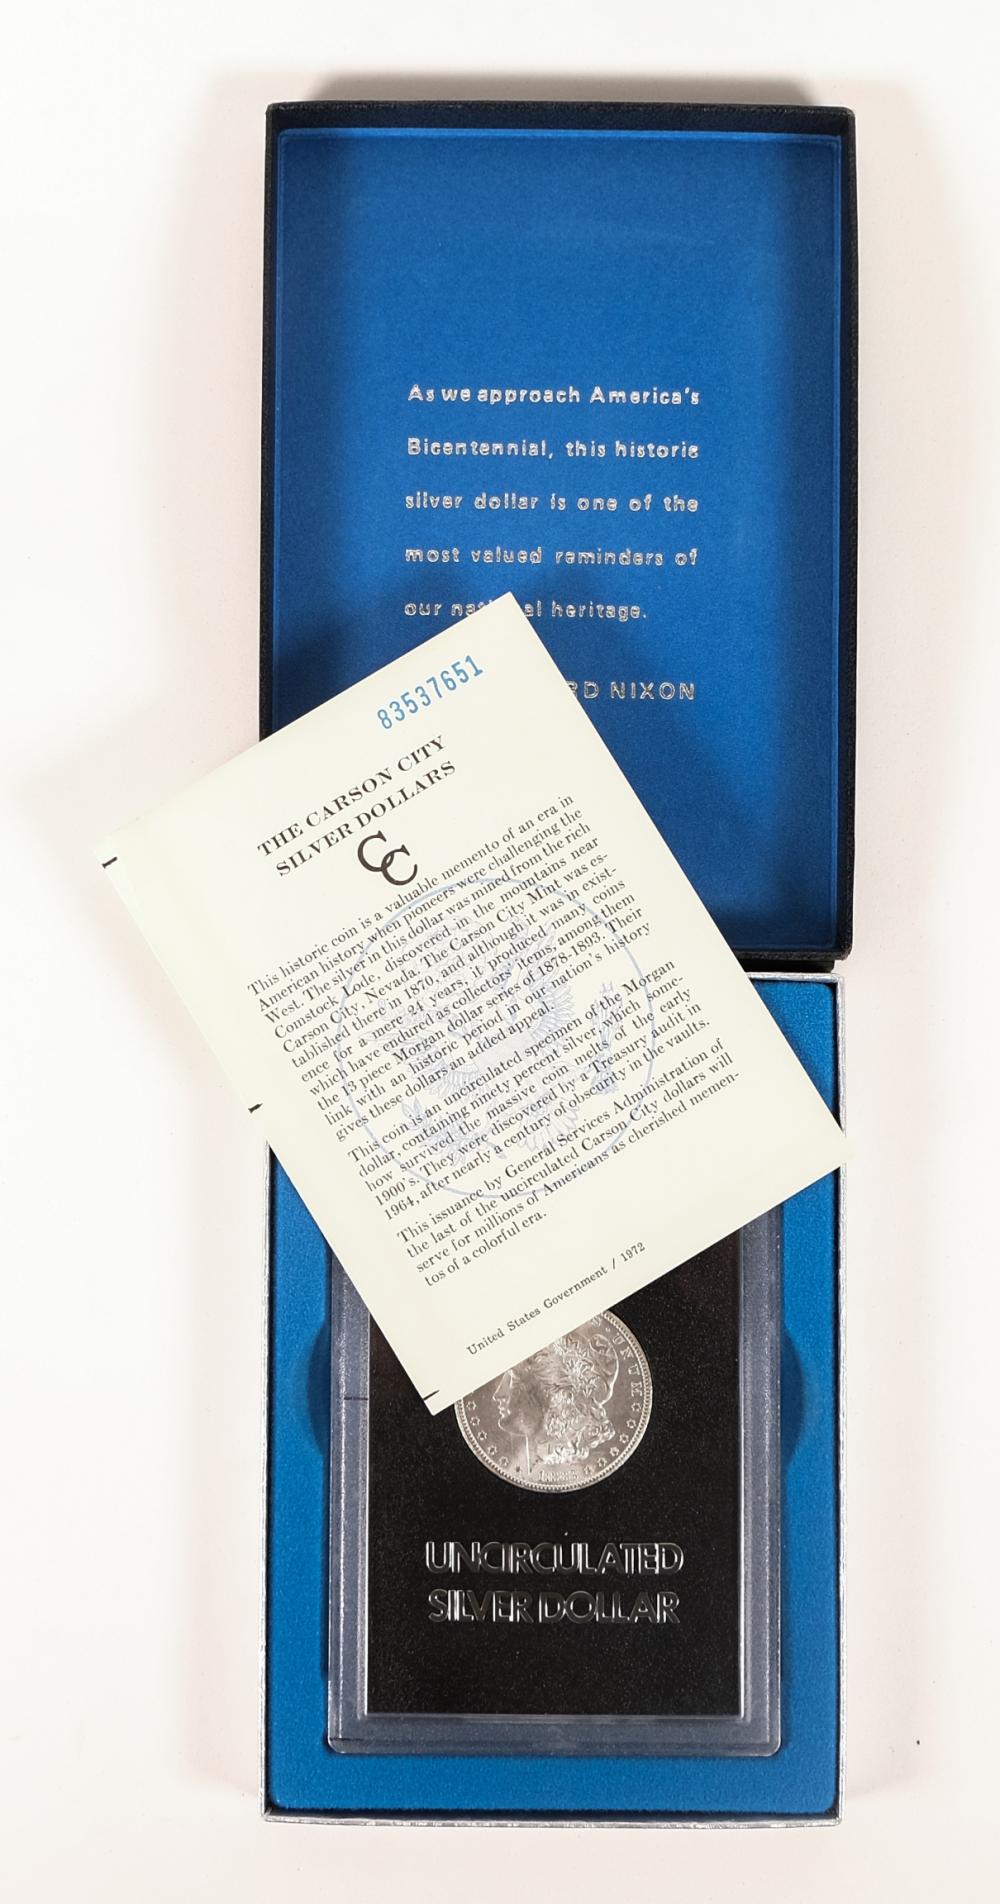 As we approach America's
Bicentennial, this historic
silver dollar is one of the
most valued reminders of
our heritage.
NIXON
83537651
THE CARSON CITY
SILVER DOLLARS
CC
This historic coin is a valuable memento of an era in
American history when pioneers were challenging the
West. The silver in this dollar was mined from the rich
Comstock Lode, discovered in the mountains near
Carson City, Nevada. The Carson City Mint was es-
tablished there in 1870, and although it was in exist-
ence for a mere 24 years, it produced many coins
which have endured as collectors' items, among them
the 13 piece Morgan dollar series of 1878-1893. Their
link with an historic period in our nation's history
gives these dollars an added appeal.
This coin is an uncirculated specimen of the Morgan
dollar, containing ninety percent silver, which some-
how survived the massive coin melts of the early
1900's. They were discovered by a Treasury audit in
1964, after nearly a century of obscurity in the vaults.
This issuance by General Services Administration of
the last of the uncirculated Carson City dollars will
serve for millions of Americans as cherished memen-
tos of a colorful era.
United States Government / 1972
UNUM
UNCIRCULATED
SILVER DOLLAR